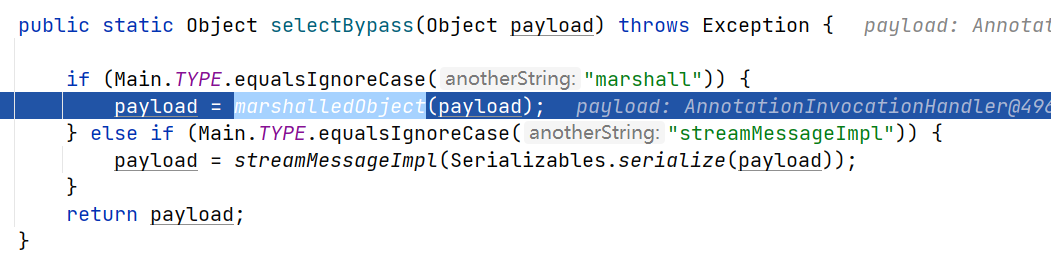 public static Object selectBypass(Object payload) throws Exception {   payload: Annotat
if (Main.TYPE.equalsIgnoreCase( anotherString: "marshall")) {
payload = marshalledObject(payload);   payload: AnnotationInvocationHandler@496
} else if (Main.TYPE.equalsIgnoreCase( anotherString: "streamMessageImpl")) {
payload = streamMessageImpl(Serializables.serialize(payload));
}
return payload;
}